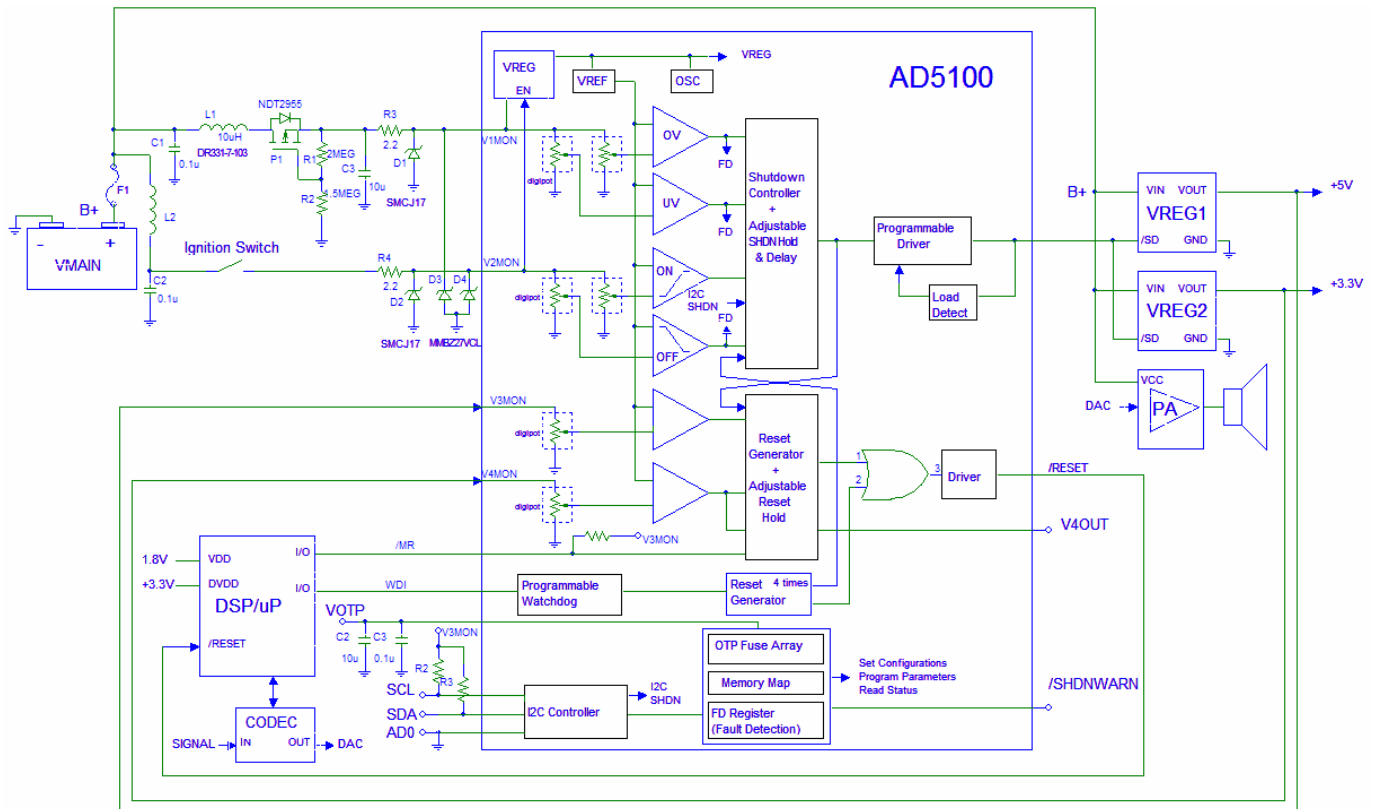 AD5100
VREG
EN
VREF
OSC
VREG
NDT2955
L1
10uH
DR331-7-103
P1
C1
0.1u
R1
2MEG
R2
1.5MEG
C3
10u
R3
2.2
D1
SMCJ17
V1MON
digipot
OV
FD
UV
FD
Shutdown
Controller
+
Adjustable
SHDN Hold
& Delay
Programmable
Driver
Load
Detect
B+
VIN
VOUT
VREG1
/SD
GND
+5V
VIN
VOUT
VREG2
/SD
GND
+3.3V
F1
B+
L2
-
+
VMAIN
C2
0.1u
Ignition Switch
R4
2.2
D2
SMCJ17
D3
D4
MMBZ27VCL
V2MON
digipot
ON
I2C
SHDN
FD
OFF
VCC
DAC
PA
V3MON
digipot
V4MON
digipot
Reset
Generator
+
Adjustable
Reset
Hold
1
2
3
Driver
/RESET
V4OUT
/MR
V3MON
1.8V
VDD
I/O
+3.3V
DVDD
I/O
DSP/uP
/RESET
WDI
Programmable
Watchdog
Reset
4 times
Generator
VOTP
C2
10u
C3
0.1u
V3MON
R2
R3
SCL
SDA
AD0
I2C Controller
I2C
SHDN
OTP Fuse Array
Memory Map
FD Register
(Fault Detection)
Set Configurations
Program Parameters
Read Status
/SHDNWARN
CODEC
SIGNAL
IN
OUT
DAC